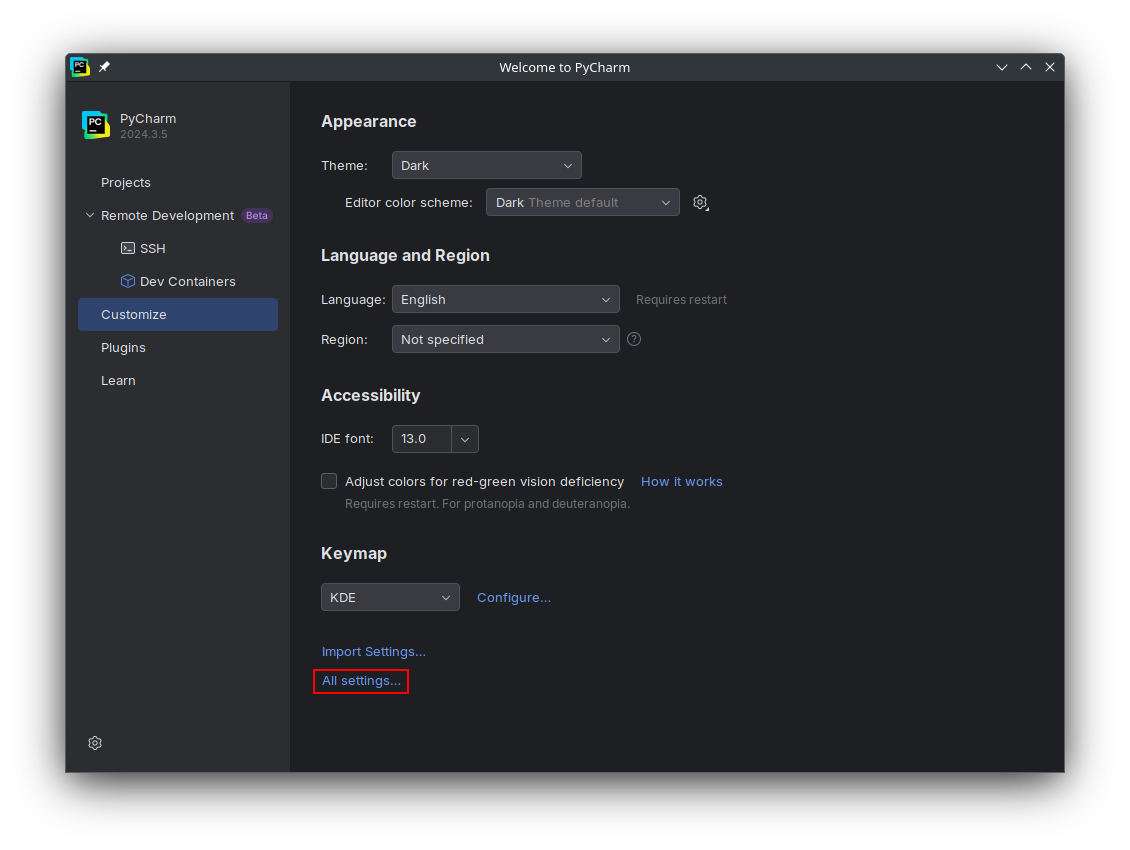 Welcome to PyCharm
PyCharm
2024.3.5
Projects
Remote Development Beta
SSH
Dev Containers
Customize
Plugins
Learn
Appearance
Theme: Dark
Editor color scheme: Dark Theme default
Language and Region
Language: English Requires restart
Region: Not specified ?
Accessibility
IDE font: 13.0
Adjust colors for red-green vision deficiency How it works
Requires restart. For protanopia and deuteranopia.
Keymap
KDE Configure...
Import Settings...
All settings...